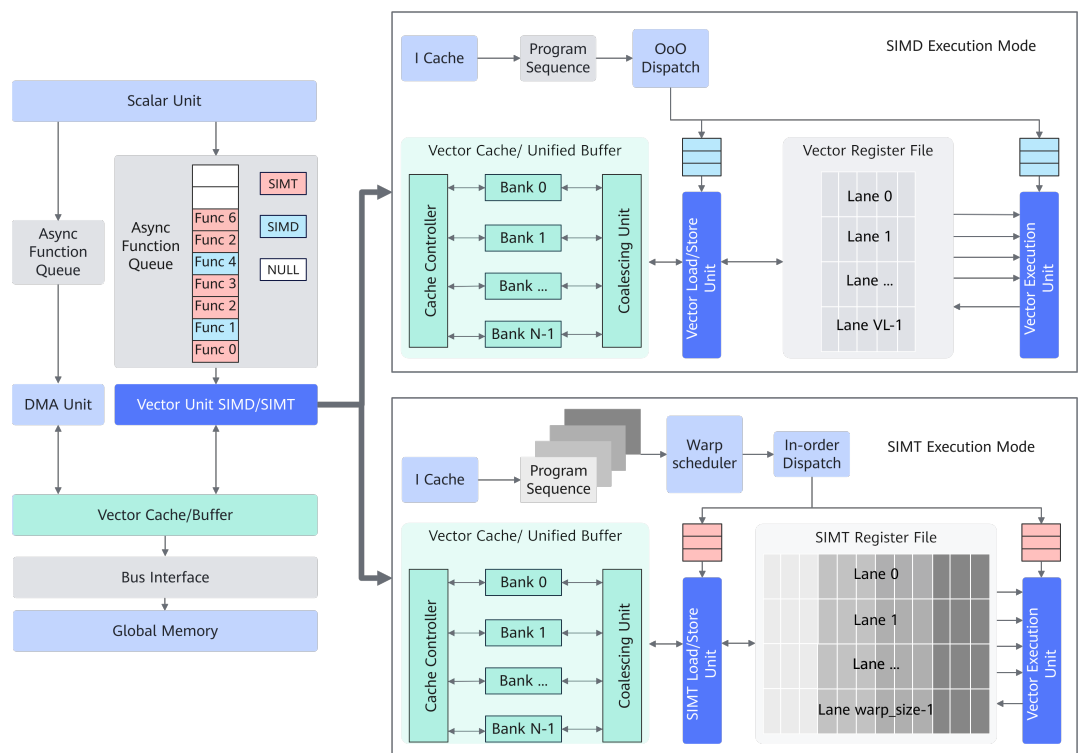 Scalar Unit
Async
Function
Queue
Async
Function
Queue
Func 6
Func 2
Func 4
Func 3
Func 2
Func 1
Func 0
SIMT
SIMD
NULL
DMA Unit
Vector Unit SIMD/SIMT
Vector Cache/Buffer
Bus Interface
Global Memory
SIMD Execution Mode
I Cache
Program
Sequence
OoO
Dispatch
Vector Cache/ Unified Buffer
Cache Controller
Bank 0
Bank 1
Bank ...
Bank N-1
Coalescing Unit
Vector Load/Store
Unit
Vector Register File
Lane 0
Lane 1
Lane ...
Lane VL-1
Vector Execution
Unit
SIMT Execution Mode
I Cache
Program
Sequence
Warp
scheduler
In-order
Dispatch
Vector Cache/ Unified Buffer
Cache Controller
Bank 0
Bank 1
Bank ...
Bank N-1
Coalescing Unit
SIMT Load/Store
Unit
SIMT Register File
Lane 0
Lane 1
Lane ...
Lane warp_size-1
Vector Execution
Unit